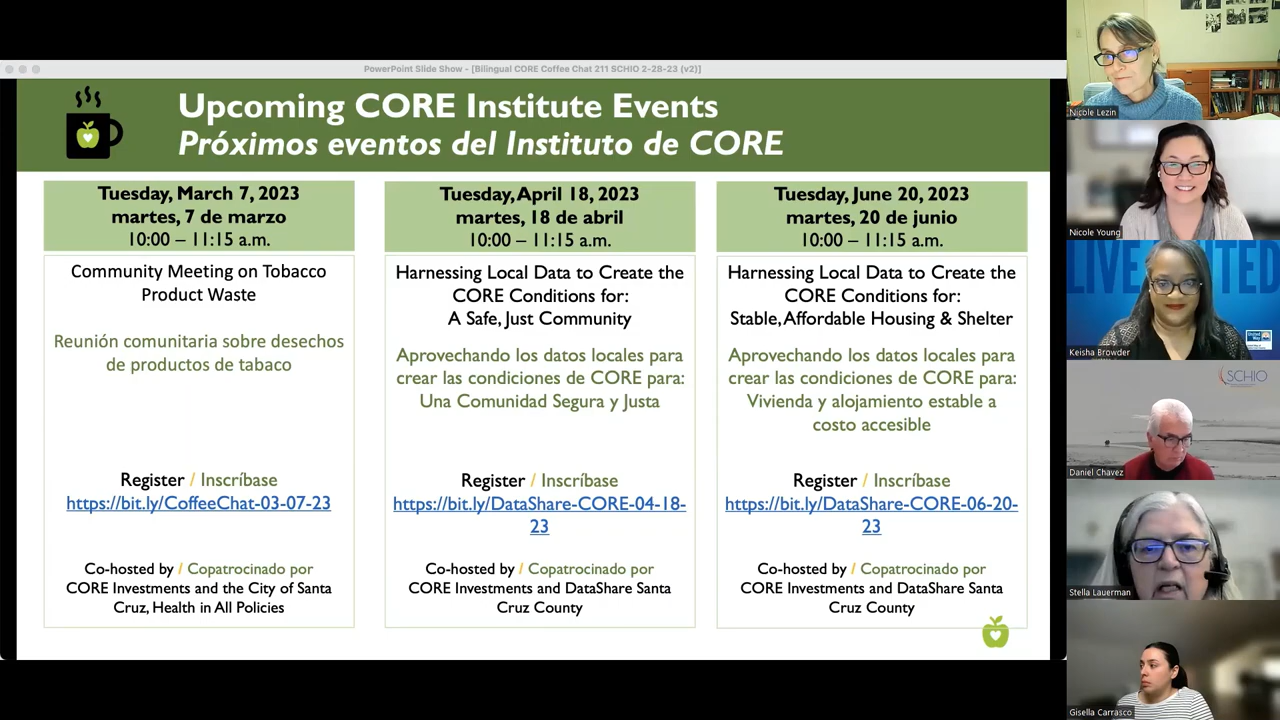 PowerPoint Slide Show - [Bilingual CORE Coffee Chat 211 SCHIO 2-28-23 (v2)]
Upcoming CORE Institute Events
Próximos eventos del Instituto de CORE
Tuesday, March 7, 2023
martes, 7 de marzo
10:00 – 11:15 a.m.
Community Meeting on Tobacco
Product Waste
Reunión comunitaria sobre desechos
de productos de tabaco
Register / Inscríbase
https://bit.ly/CoffeeChat-03-07-23
Co-hosted by / Copatrocinado por
CORE Investments and the City of Santa
Cruz, Health in All Policies
Tuesday, April 18, 2023
martes, 18 de abril
10:00 – 11:15 a.m.
Harnessing Local Data to Create the
CORE Conditions for:
A Safe, Just Community
Aprovechando los datos locales para
crear las condiciones de CORE para:
Una Comunidad Segura y Justa
Register / Inscríbase
https://bit.ly/DataShare-CORE-04-18-
23
Co-hosted by / Copatrocinado por
CORE Investments and DataShare Santa
Cruz County
Tuesday, June 20, 2023
martes, 20 de junio
10:00 – 11:15 a.m.
Harnessing Local Data to Create the
CORE Conditions for:
Stable, Affordable Housing & Shelter
Aprovechando los datos locales para
crear las condiciones de CORE para:
Vivienda y alojamiento estable a
costo accesible
Register / Inscríbase
https://bit.ly/DataShare-CORE-06-20-
23
Co-hosted by / Copatrocinado por
CORE Investments and DataShare Santa
Cruz County
Nicole Lezin
Nicole Young
LIVE UNITED
United Way
Keisha Browder
SCHIO
Daniel Chavez
Stella Lauerman
Gisella Carrasco